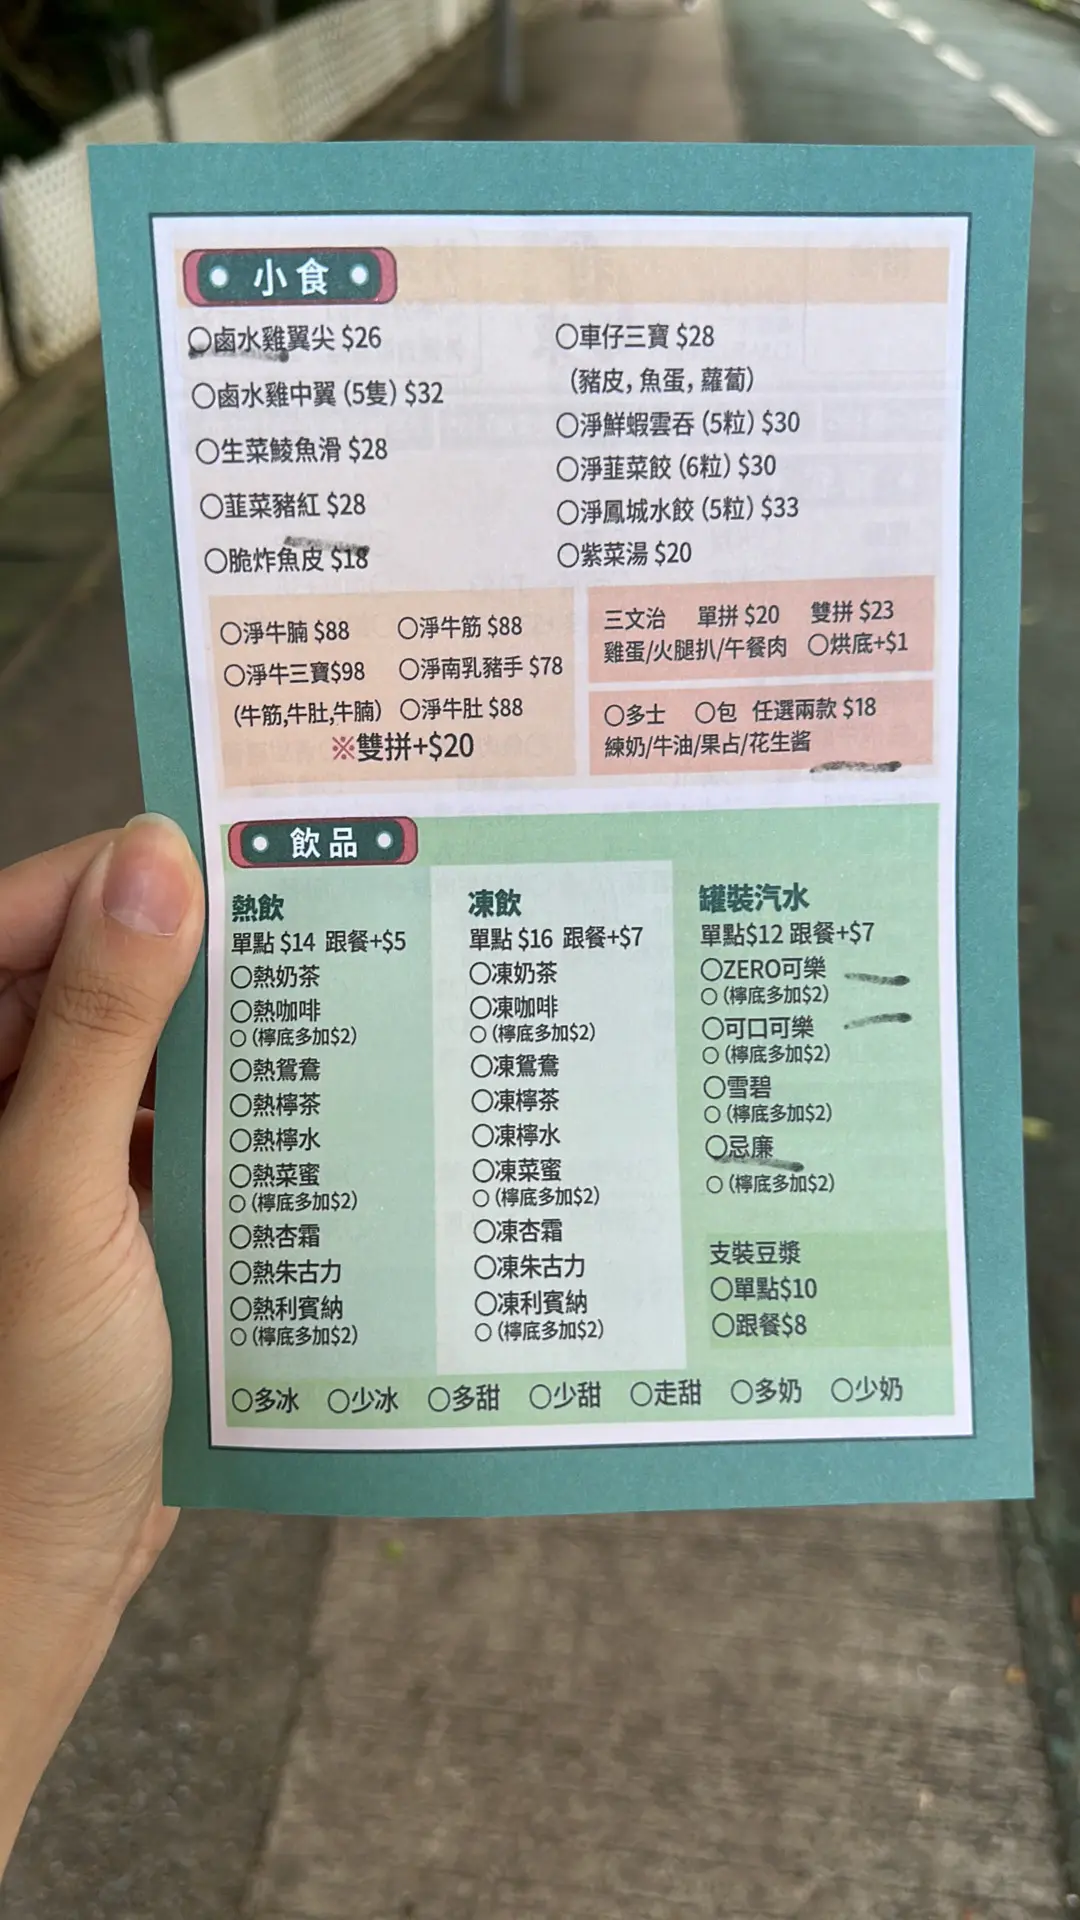 小食
○鹵水雞翼尖 $26
○鹵水雞中翼 (5隻) $32
○生菜鯪魚滑 $28
○韮菜豬紅 $28
○脆炸魚皮 $18
○車仔三寶 $28
(豬皮, 魚蛋, 蘿蔔)
○淨鮮蝦雲吞 (5粒) $30
○淨韮菜餃 (6粒) $30
○淨鳳城水餃 (5粒) $33
○紫菜湯 $20
○淨牛腩 $88 ○淨牛筋 $88
○淨牛三寶$98 ○淨南乳豬手 $78
(牛筋,牛肚,牛腩) ○淨牛肚 $88
※雙拼+$20
三文治 單拼 $20 雙拼 $23
雞蛋/火腿扒/午餐肉 ○烘底+$1
○多士 ○包 任選兩款 $18
練奶/牛油/果占/花生酱
飲品
熱飲
單點 $14 跟餐+$5
○熱奶茶
○熱咖啡
○ (檸底多加$2)
○熱鴛鴦
○熱檸茶
○熱檸水
○熱菜蜜
○ (檸底多加$2)
○熱杏霜
○熱朱古力
○熱利賓納
○ (檸底多加$2)
凍飲
單點 $16 跟餐+$7
○凍奶茶
○凍咖啡
○ (檸底多加$2)
○凍鴛鴦
○凍檸茶
○凍檸水
○凍菜蜜
○ (檸底多加$2)
○凍杏霜
○凍朱古力
○凍利賓納
○ (檸底多加$2)
罐裝汽水
單點$12 跟餐+$7
○ZERO可樂
○ (檸底多加$2)
○可口可樂
○ (檸底多加$2)
○雪碧
○ (檸底多加$2)
○忌廉
○ (檸底多加$2)
支裝豆漿
○單點$10
○跟餐$8
○多冰 ○少冰 ○多甜 ○少甜 ○走甜 ○多奶 ○少奶